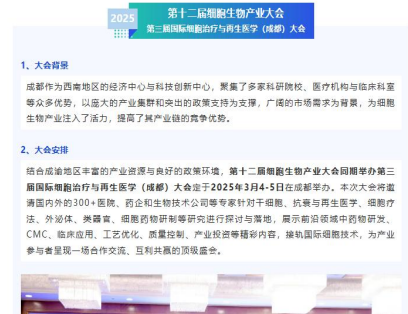 2025
第十二届细胞生物产业大会
第三届国际细胞治疗与再生医学（成都）大会
1、大会背景
成都作为西南地区的经济中心与科技创新中心，聚集了多家科研院校、医疗机构与临床科室
等众多优势，以庞大的产业集群和突出的政策支持为支撑，广阔的市场需求为背景，为细胞
生物产业注入了活力，提高了其产业链的竞争优势。
2、大会安排
结合成渝地区丰富的产业资源与良好的政策环境，第十二届细胞生物产业大会同期举办第三
届国际细胞治疗与再生医学（成都）大会定于2025年3月4-5日在成都举办。本次大会将邀
请国内外的300+医院、药企和生物技术公司等专家针对干细胞、抗衰与再生医学、细胞疗
法、外泌体、类器官、细胞药物研制等研究进行探讨与落地，展示前沿领域中药物研发、
CMC、临床应用、工艺优化、质量控制、产业投资等精彩内容，接轨国际细胞技术，为产业
参与者呈现一场合作交流、互利共赢的顶级盛会。